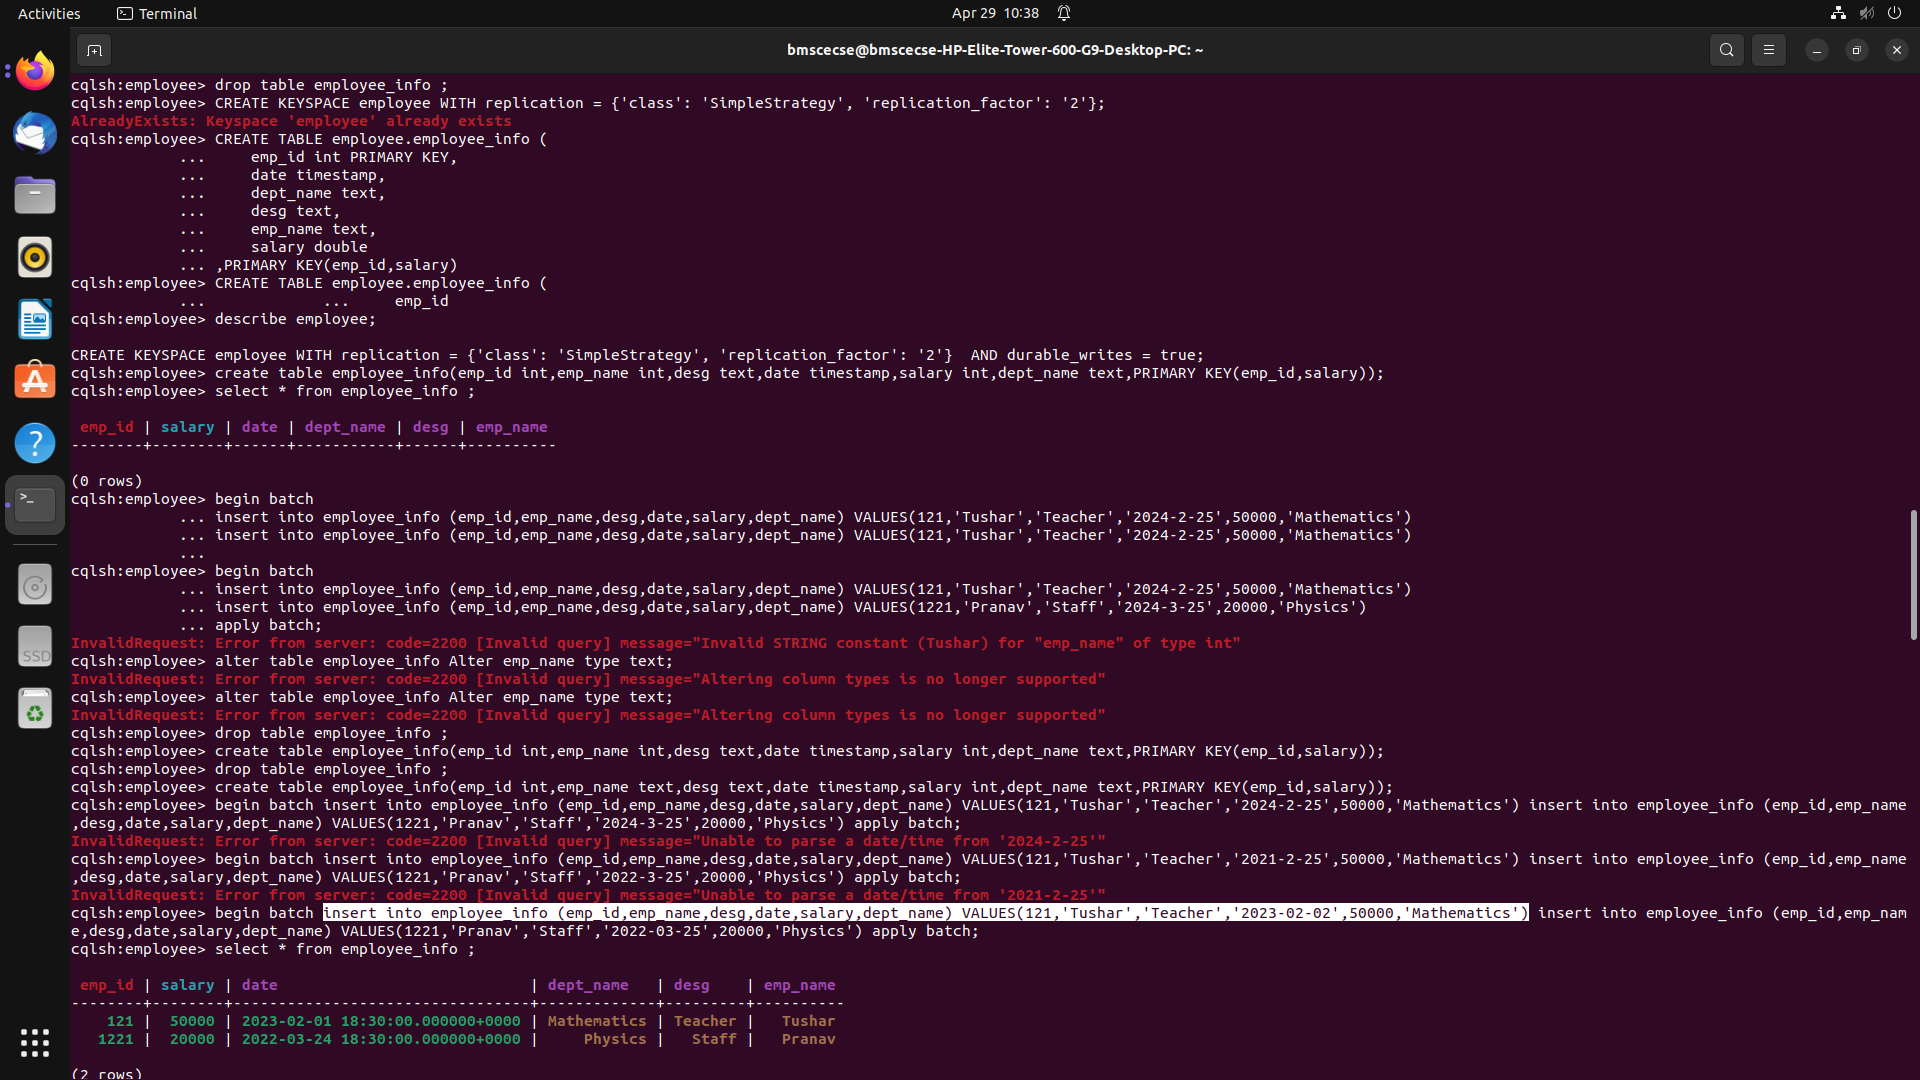 Activities
Terminal
Apr 29 10:38
bmscecse@bmscecse-HP-Elite-Tower-600-G9-Desktop-PC: ~
cqlsh:employee> drop table employee_info ;
cqlsh:employee> CREATE KEYSPACE employee WITH replication = {'class': 'SimpleStrategy', 'replication_factor': '2'};
AlreadyExists: Keyspace 'employee' already exists
cqlsh:employee> CREATE TABLE employee.employee_info (
... emp_id int PRIMARY KEY,
... date timestamp,
... dept_name text,
... desg text,
... emp_name text,
... salary double
... ,PRIMARY KEY(emp_id,salary)
cqlsh:employee> CREATE TABLE employee.employee_info (
... ... emp_id
cqlsh:employee> describe employee;
CREATE KEYSPACE employee WITH replication = {'class': 'SimpleStrategy', 'replication_factor': '2'}  AND durable_writes = true;
cqlsh:employee> create table employee_info(emp_id int,emp_name int,desg text,date timestamp,salary int,dept_name text,PRIMARY KEY(emp_id,salary));
cqlsh:employee> select * from employee_info ;
emp_id | salary | date | dept_name | desg | emp_name
--------+--------+------+-----------+------+----------
(0 rows)
cqlsh:employee> begin batch
... insert into employee_info (emp_id,emp_name,desg,date,salary,dept_name) VALUES(121,'Tushar','Teacher','2024-2-25',50000,'Mathematics')
... insert into employee_info (emp_id,emp_name,desg,date,salary,dept_name) VALUES(121,'Tushar','Teacher','2024-2-25',50000,'Mathematics')
...
cqlsh:employee> begin batch
... insert into employee_info (emp_id,emp_name,desg,date,salary,dept_name) VALUES(121,'Tushar','Teacher','2024-2-25',50000,'Mathematics')
... insert into employee_info (emp_id,emp_name,desg,date,salary,dept_name) VALUES(1221,'Pranav','Staff','2024-3-25',20000,'Physics')
... apply batch;
InvalidRequest: Error from server: code=2200 [Invalid query] message="Invalid STRING constant (Tushar) for "emp_name" of type int"
cqlsh:employee> alter table employee_info Alter emp_name type text;
InvalidRequest: Error from server: code=2200 [Invalid query] message="Altering column types is no longer supported"
cqlsh:employee> alter table employee_info Alter emp_name type text;
InvalidRequest: Error from server: code=2200 [Invalid query] message="Altering column types is no longer supported"
cqlsh:employee> drop table employee_info ;
cqlsh:employee> create table employee_info(emp_id int,emp_name int,desg text,date timestamp,salary int,dept_name text,PRIMARY KEY(emp_id,salary));
cqlsh:employee> drop table employee_info ;
cqlsh:employee> create table employee_info(emp_id int,emp_name text,desg text,date timestamp,salary int,dept_name text,PRIMARY KEY(emp_id,salary));
cqlsh:employee> begin batch insert into employee_info (emp_id,emp_name,desg,date,salary,dept_name) VALUES(121,'Tushar','Teacher','2024-2-25',50000,'Mathematics') insert into employee_info (emp_id,emp_name
,desg,date,salary,dept_name) VALUES(1221,'Pranav','Staff','2024-3-25',20000,'Physics') apply batch;
InvalidRequest: Error from server: code=2200 [Invalid query] message="Unable to parse a date/time from '2024-2-25'"
cqlsh:employee> begin batch insert into employee_info (emp_id,emp_name,desg,date,salary,dept_name) VALUES(121,'Tushar','Teacher','2021-2-25',50000,'Mathematics') insert into employee_info (emp_id,emp_name
,desg,date,salary,dept_name) VALUES(1221,'Pranav','Staff','2022-3-25',20000,'Physics') apply batch;
InvalidRequest: Error from server: code=2200 [Invalid query] message="Unable to parse a date/time from '2021-2-25'"
cqlsh:employee> begin batch insert into employee_info (emp_id,emp_name,desg,date,salary,dept_name) VALUES(121,'Tushar','Teacher','2023-02-02',50000,'Mathematics') insert into employee_info (emp_id,emp_nam
e,desg,date,salary,dept_name) VALUES(1221,'Pranav','Staff','2022-03-25',20000,'Physics') apply batch;
cqlsh:employee> select * from employee_info ;
emp_id | salary | date | dept_name | desg | emp_name
--------+--------+---------------------------------+-------------+---------+----------
121 | 50000 | 2023-02-01 18:30:00.000000+0000 | Mathematics | Teacher | Tushar
1221 | 20000 | 2022-03-24 18:30:00.000000+0000 | Physics | Staff | Pranav
(2 rows)
SSD